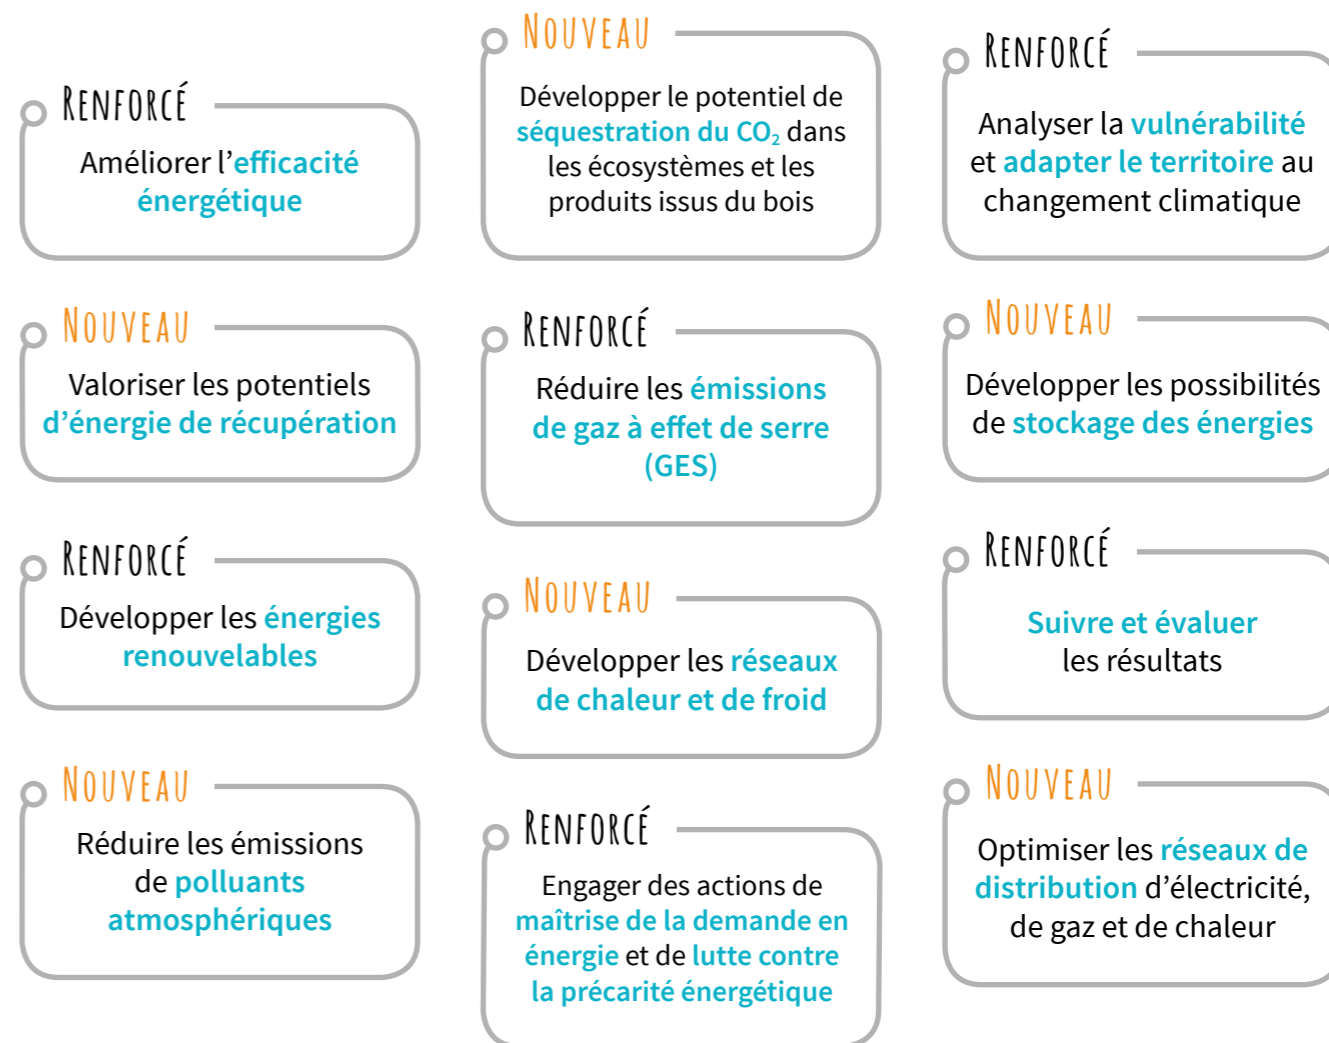 RENFORCÉ
Améliorer l’efficacité
énergétique
NOUVEAU
Valoriser les potentiels
d’énergie de récupération
RENFORCÉ
Développer les énergies
renouvelables
NOUVEAU
Réduire les émissions
de polluants
atmosphériques
NOUVEAU
Développer le potentiel de
séquestration du CO₂ dans
les écosystèmes et les
produits issus du bois
RENFORCÉ
Réduire les émissions
de gaz à effet de serre
(GES)
NOUVEAU
Développer les réseaux
de chaleur et de froid
RENFORCÉ
Engager des actions de
maîtrise de la demande en
énergie et de lutte contre
la précarité énergétique
RENFORCÉ
Analyser la vulnérabilité
et adapter le territoire au
changement climatique
NOUVEAU
Développer les possibilités
de stockage des énergies
RENFORCÉ
Suivre et évaluer
les résultats
NOUVEAU
Optimiser les réseaux de
distribution d’électricité,
de gaz et de chaleur